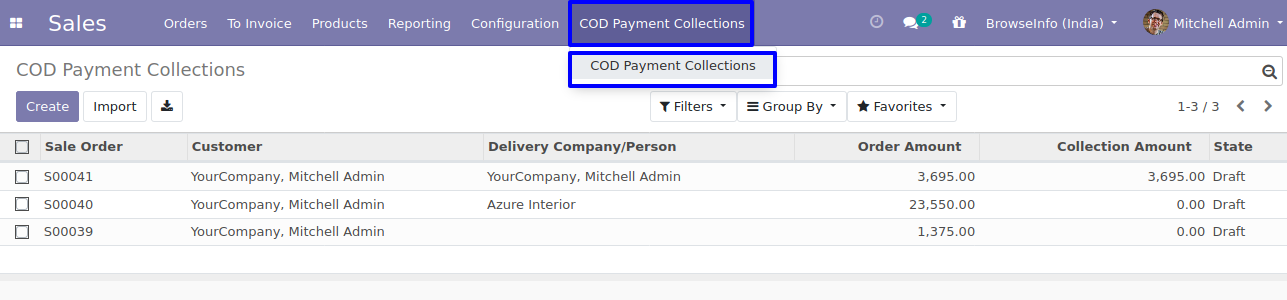 Sales Orders To Invoice Products Reporting Configuration COD Payment Collections 2 BrowseInfo (India) Mitchell Admin
COD Payment Collections COD Payment Collections
Create Import Filters Group By Favorites 1-3 / 3
Sale Order Customer Delivery Company/Person Order Amount Collection Amount State
S00041 YourCompany, Mitchell Admin YourCompany, Mitchell Admin 3,695.00 3,695.00 Draft
S00040 YourCompany, Mitchell Admin Azure Interior 23,550.00 0.00 Draft
S00039 YourCompany, Mitchell Admin 1,375.00 0.00 Draft